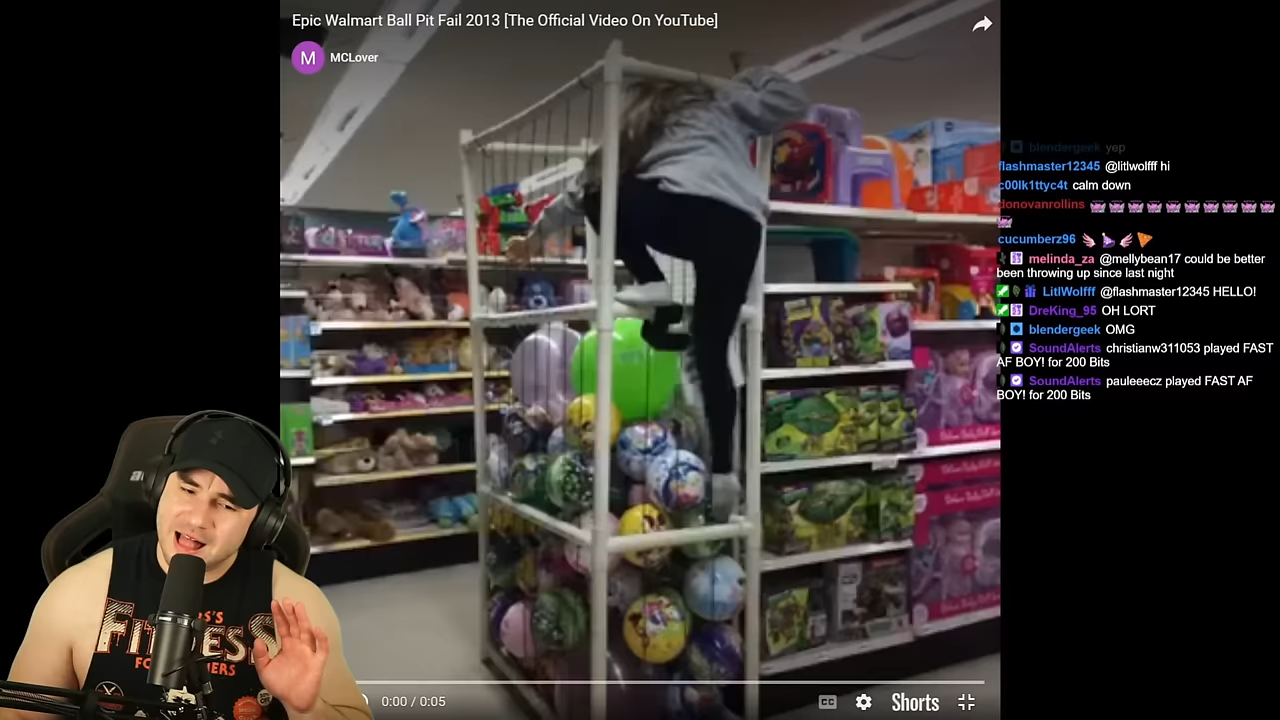 Epic Walmart Ball Pit Fail 2013 [The Official Video On YouTube]
M
MCLover
blendergeek yep
flashmaster12345 @litlwolfff hi
c00lk1ttyc4t calm down
donovanrollins
cucumberz96
melinda_za @mellybean17 could be better
been throwing up since last night
LitlWolfff @flashmaster12345 HELLO!
DreKing_95 OH LORT
blendergeek OMG
SoundAlerts christianw311053 played FAST
AF BOY! for 200 Bits
SoundAlerts pauleeecz played FAST AF
BOY! for 200 Bits
FITNESS
0:00 / 0:05
CC
Shorts